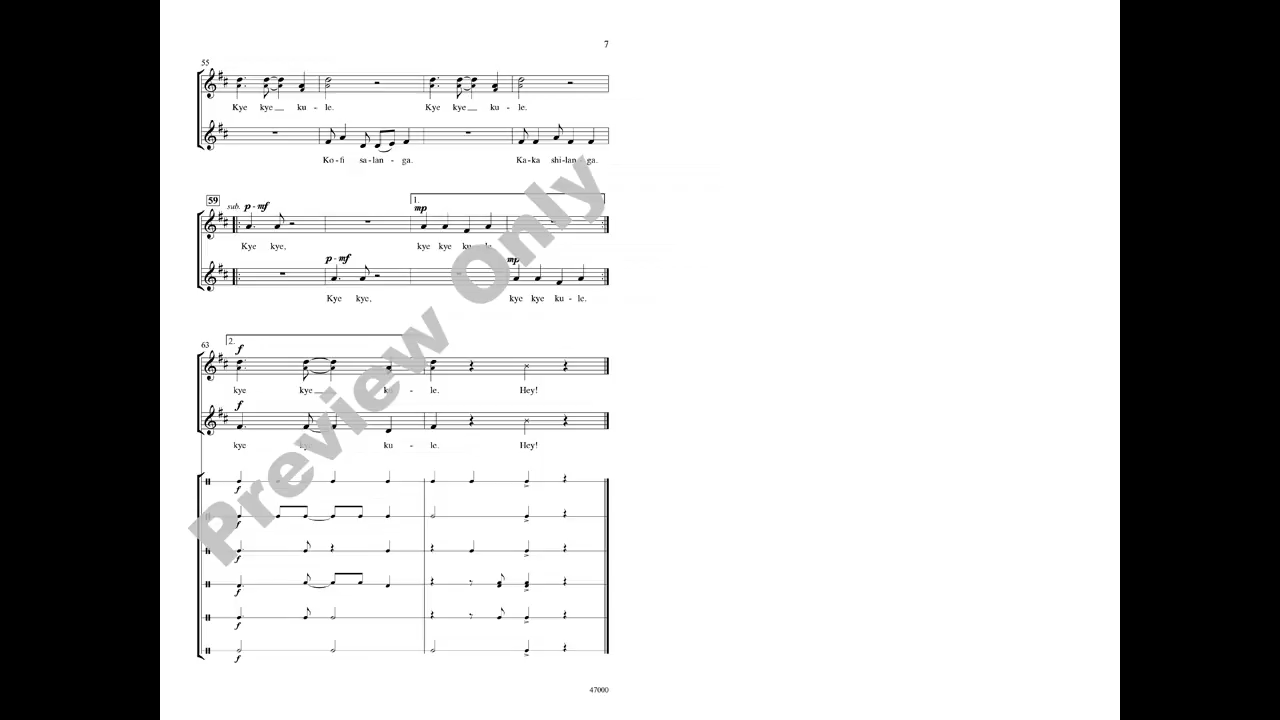 7
55
Kye kye ku - le. Kye kye ku - le.
Ko - fi sa - lan - ga. Ka - ka shi - lan - ga.
59
sub. p - mf
1.
mp
Kye kye, kye kye ku - le.
p - mf
mp
Kye kye, kye kye ku - le.
63
2.
f
kye kye ku - le. Hey!
f
kye ku - le. Hey!
f
f
f
f
f
f
Preview Only
47000